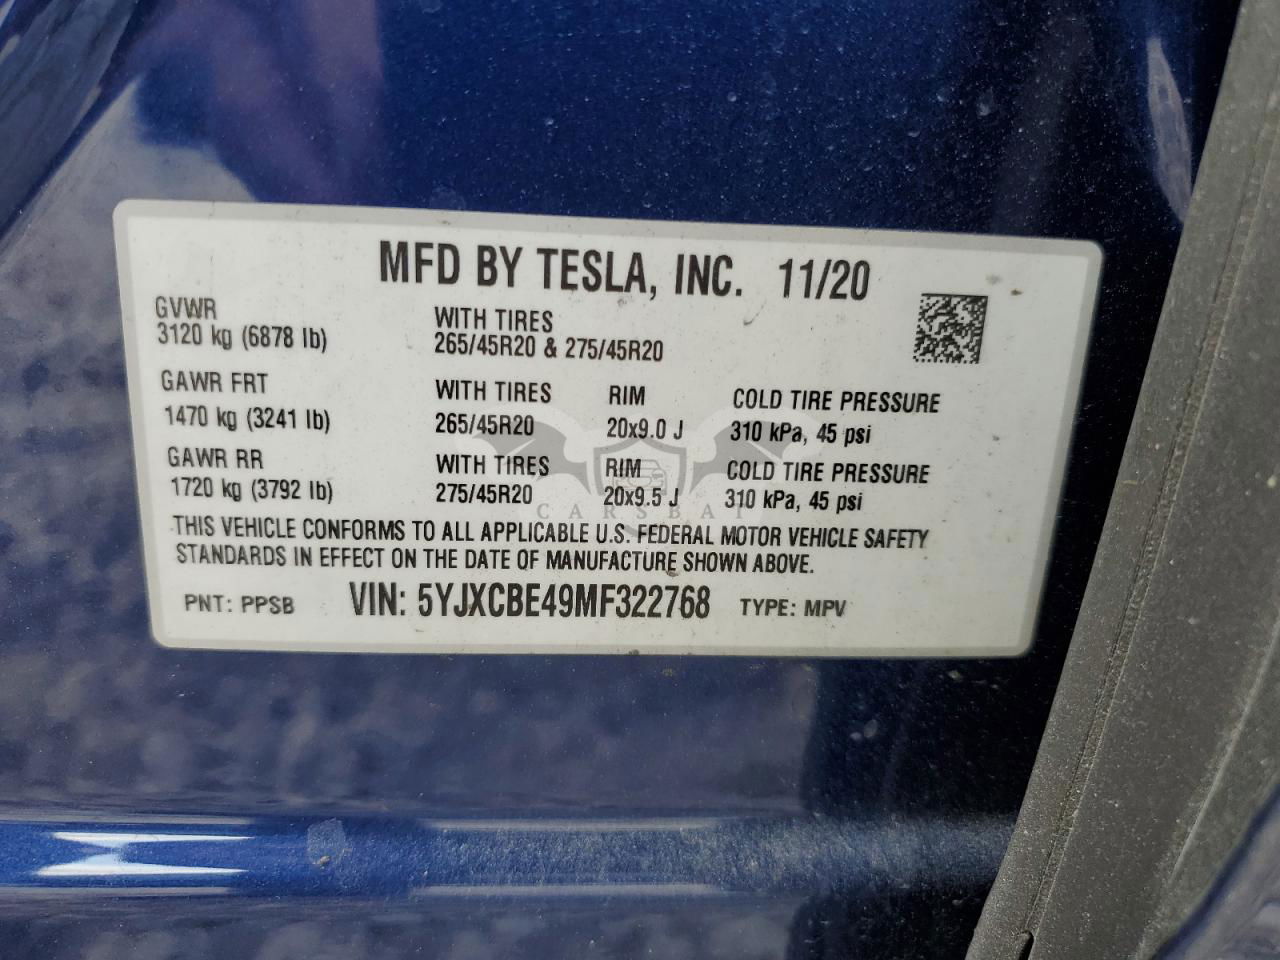 MFD BY TESLA, INC. 11/20
GVWR
3120 kg (6878 lb)
WITH TIRES
265/45R20 & 275/45R20
GAWR FRT
1470 kg (3241 lb)
WITH TIRES
265/45R20
RIM
20x9.0 J
COLD TIRE PRESSURE
310 kPa, 45 psi
GAWR RR
1720 kg (3792 lb)
WITH TIRES
275/45R20
RIM
20x9.5 J
COLD TIRE PRESSURE
310 kPa, 45 psi
CARSBAT
THIS VEHICLE CONFORMS TO ALL APPLICABLE U.S. FEDERAL MOTOR VEHICLE SAFETY
STANDARDS IN EFFECT ON THE DATE OF MANUFACTURE SHOWN ABOVE.
PNT: PPSB VIN: 5YJXCBE49MF322768 TYPE: MPV